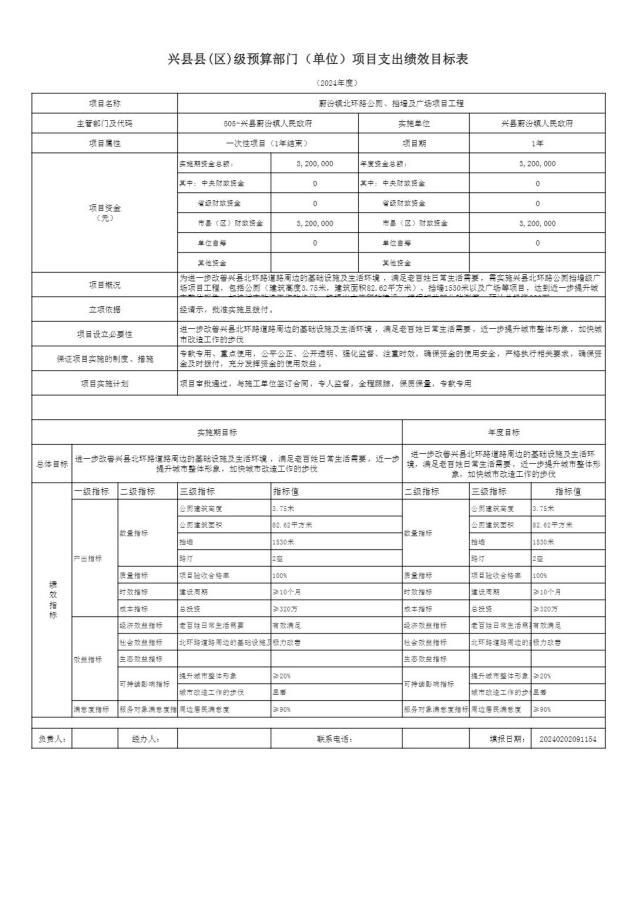 兴县县(区)级预算部门（单位）项目支出绩效目标表
（2024年度）
项目名称 蔚汾镇北环路公厕、挡墙及广场项目工程
主管部门及代码 505-兴县蔚汾镇人民政府 实施单位 兴县蔚汾镇人民政府
项目属性 一次性项目（1年结束） 项目期 1年
项目资金（元）
实施期资金总额： 3,200,000 年度资金总额： 3,200,000
其中：中央财政资金 0 其中：中央财政资金 0
省级财政资金 0 省级财政资金 0
市县（区）财政资金 3,200,000 市县（区）财政资金 3,200,000
单位自筹 0 单位自筹 0
其他资金 其他资金
项目概况
为进一步改善兴县北环路道路周边的基础设施及生活环境，满足老百姓日常生活需要，需实施兴县北环路公厕挡墙级广
场项目工程，包括公厕（建筑高度3.75米，建筑面积82.62平方米）、挡墙1530米以及广场等项目，达到进一步提升城
立项依据 经请示，批准实施且拨付。
项目设立必要性
进一步改善兴县北环路道路周边的基础设施及生活环境，满足老百姓日常生活需要，近一步提升城市整体形象，加快城
市改造工作的步伐
保证项目实施的制度、措施
专款专用、重点使用，公平公正、公开透明、强化监督、注重时效，确保资金的使用安全，严格执行相关要求，确保资
金及时拨付，充分发挥资金的使用效益。
项目实施计划 项目审批通过，与施工单位签订合同，专人监督，全程跟踪，保质保量，专款专用
实施期目标 年度目标
总体目标
进一步改善兴县北环路道路周边的基础设施及生活环境，满足老百姓日常生活需要，近一步
提升城市整体形象，加快城市改造工作的步伐
进一步改善兴县北环路道路周边的基础设施及生活环
境，满足老百姓日常生活需要，近一步提升城市整体形
象，加快城市改造工作的步伐
绩效指标
一级指标 二级指标 三级指标 指标值 二级指标 三级指标 指标值
产出指标 数量指标 公厕建筑高度 3.75米 数量指标 公厕建筑高度 3.75米
公厕建筑面积 82.62平方米 公厕建筑面积 82.62平方米
挡墙 1530米 挡墙 1530米
路灯 2座 路灯 2座
质量指标 项目验收合格率 100% 质量指标 项目验收合格率 100%
时效指标 建设周期 ≥10个月 时效指标 建设周期 ≥10个月
成本指标 总投资 ≥320万 成本指标 总投资 ≥320万
效益指标 经济效益指标 老百姓日常生活需要 有效满足 经济效益指标 老百姓日常生活需 有效满足
社会效益指标 北环路道路周边的基础设施及 极力改善 社会效益指标 北环路道路周边的 极力改善
生态效益指标 生态效益指标
可持续影响指标 提升城市整体形象 ≥20% 可持续影响指标 提升城市整体形象 ≥20%
城市改造工作的步伐 显著 城市改造工作的步 显著
满意度指标 服务对象满意度指 周边居民满意度 ≥90% 服务对象满意度指标 周边居民满意度 ≥90%
负责人： 经办人： 联系电话： 填报日期： 20240202091154